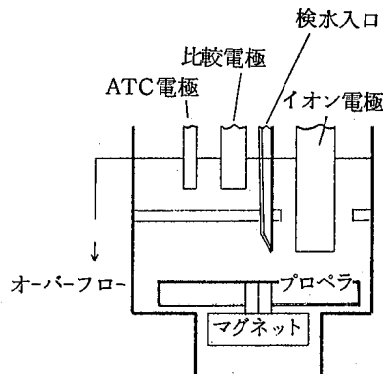 検水入口
比較電極
ATC電極
イオン電極
オーバーフロー
プロペラ
マグネット